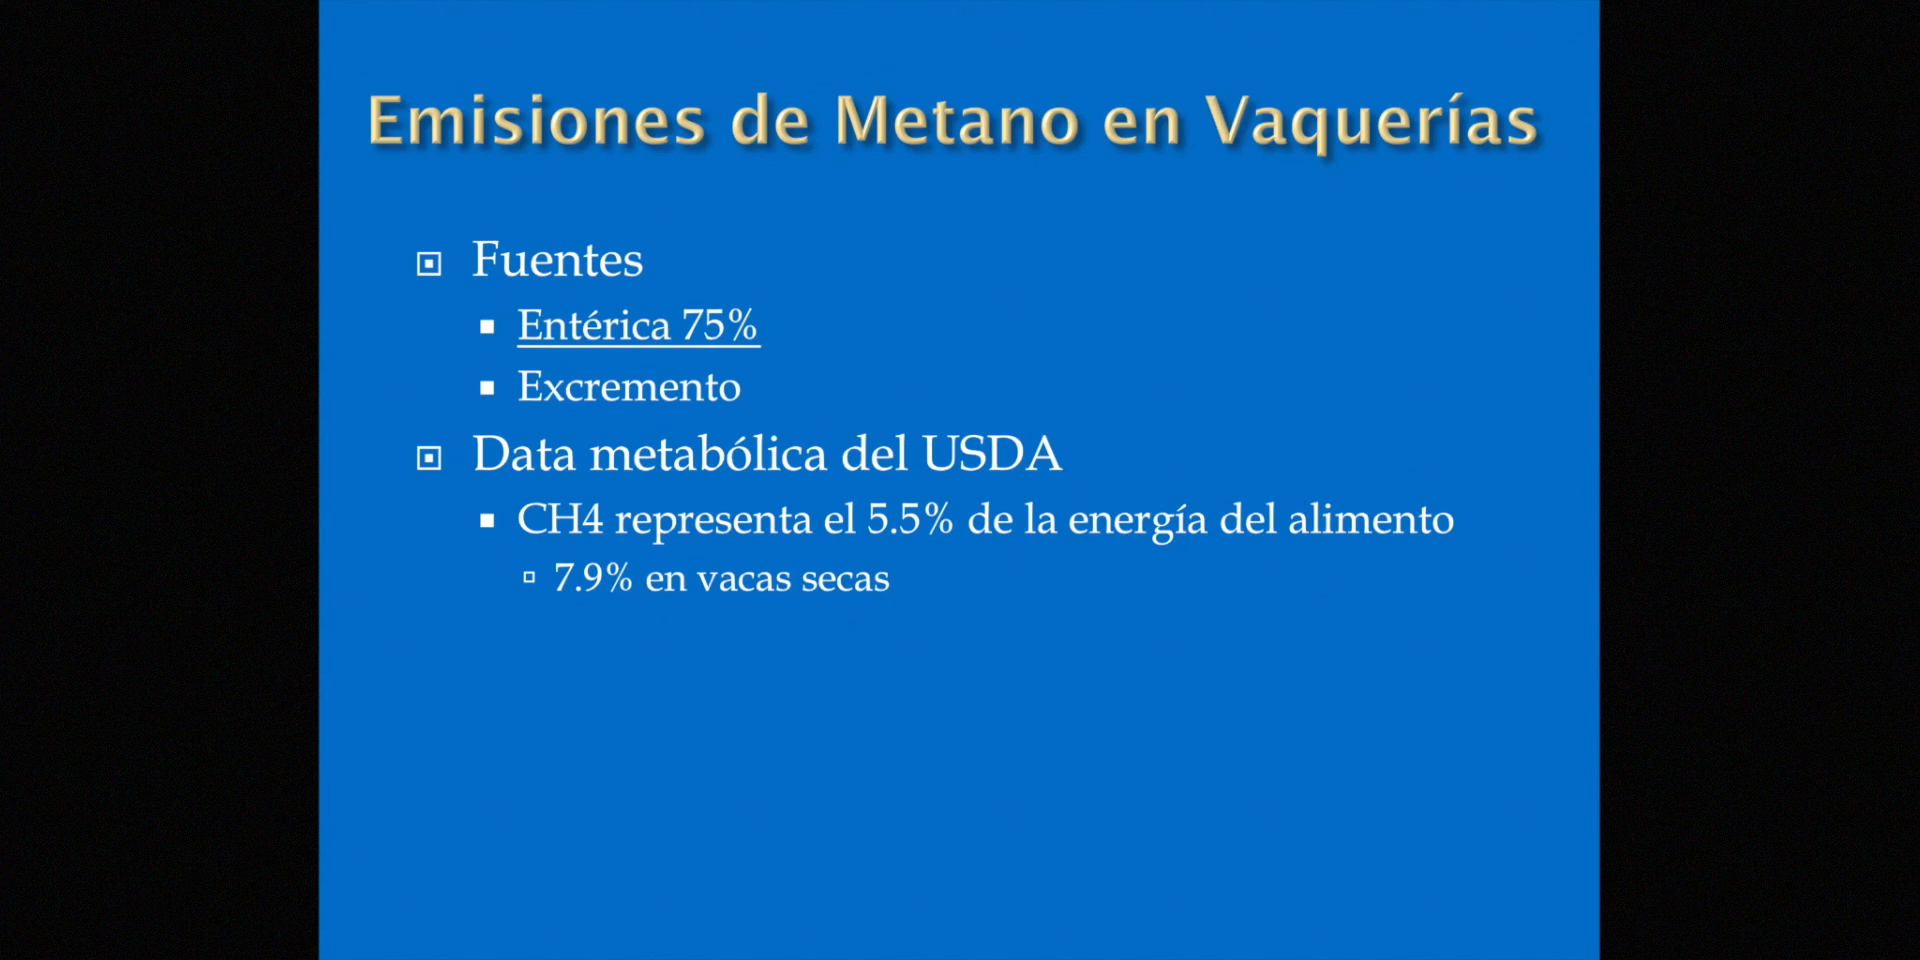 Emisiones de Metano en Vaquerías
Fuentes
Entérica 75%
Excremento
Data metabólica del USDA
CH4 representa el 5.5% de la energía del alimento
7.9% en vacas secas